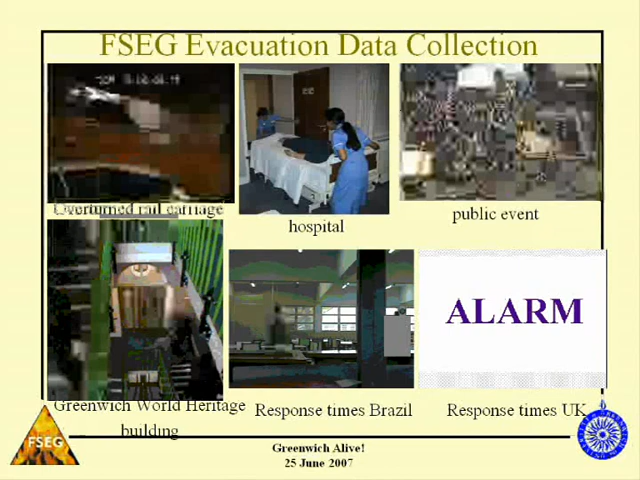 FSEG Evacuation Data Collection
Overturned rail carriage
hospital
public event
ALARM
Greenwich World Heritage
building
Response times Brazil
Response times UK
FSEG
Greenwich Alive!
25 June 2007